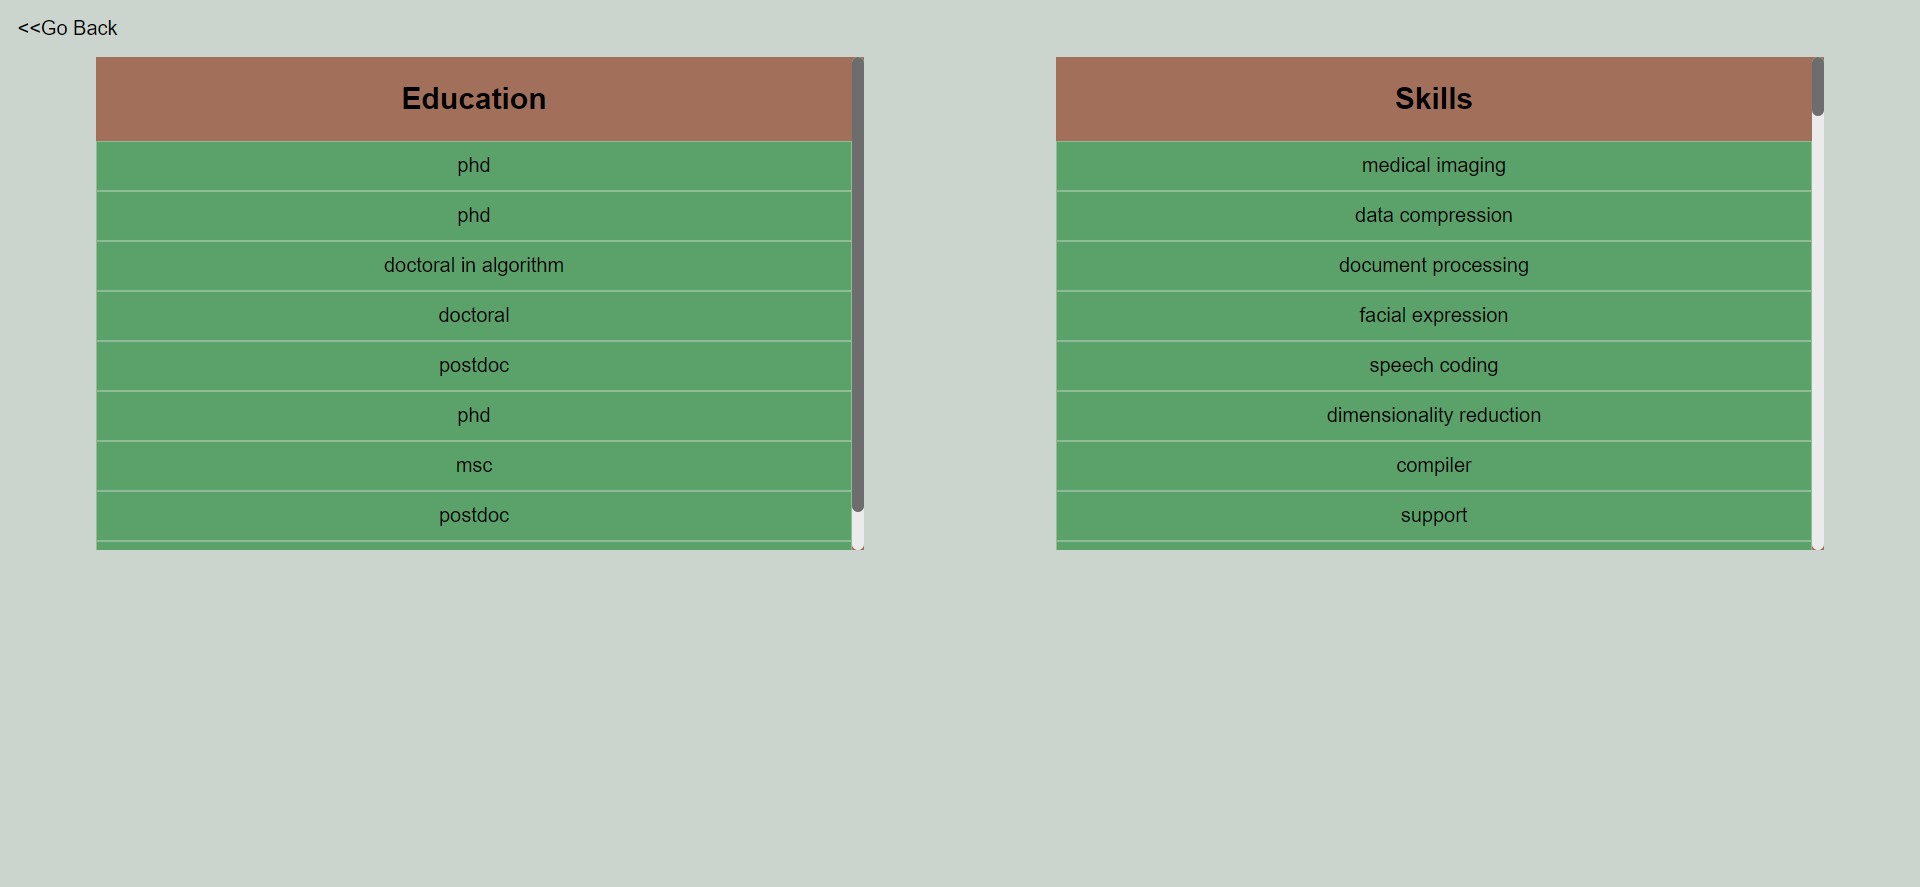 <<Go Back
Education
phd
phd
doctoral in algorithm
doctoral
postdoc
phd
msc
postdoc
Skills
medical imaging
data compression
document processing
facial expression
speech coding
dimensionality reduction
compiler
support